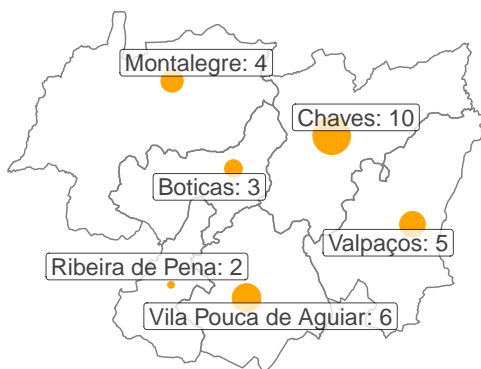 Montalegre: 4
Chaves: 10
Boticas: 3
Valpaços: 5
Ribeira de Pena: 2
Vila Pouca de Aguiar: 6